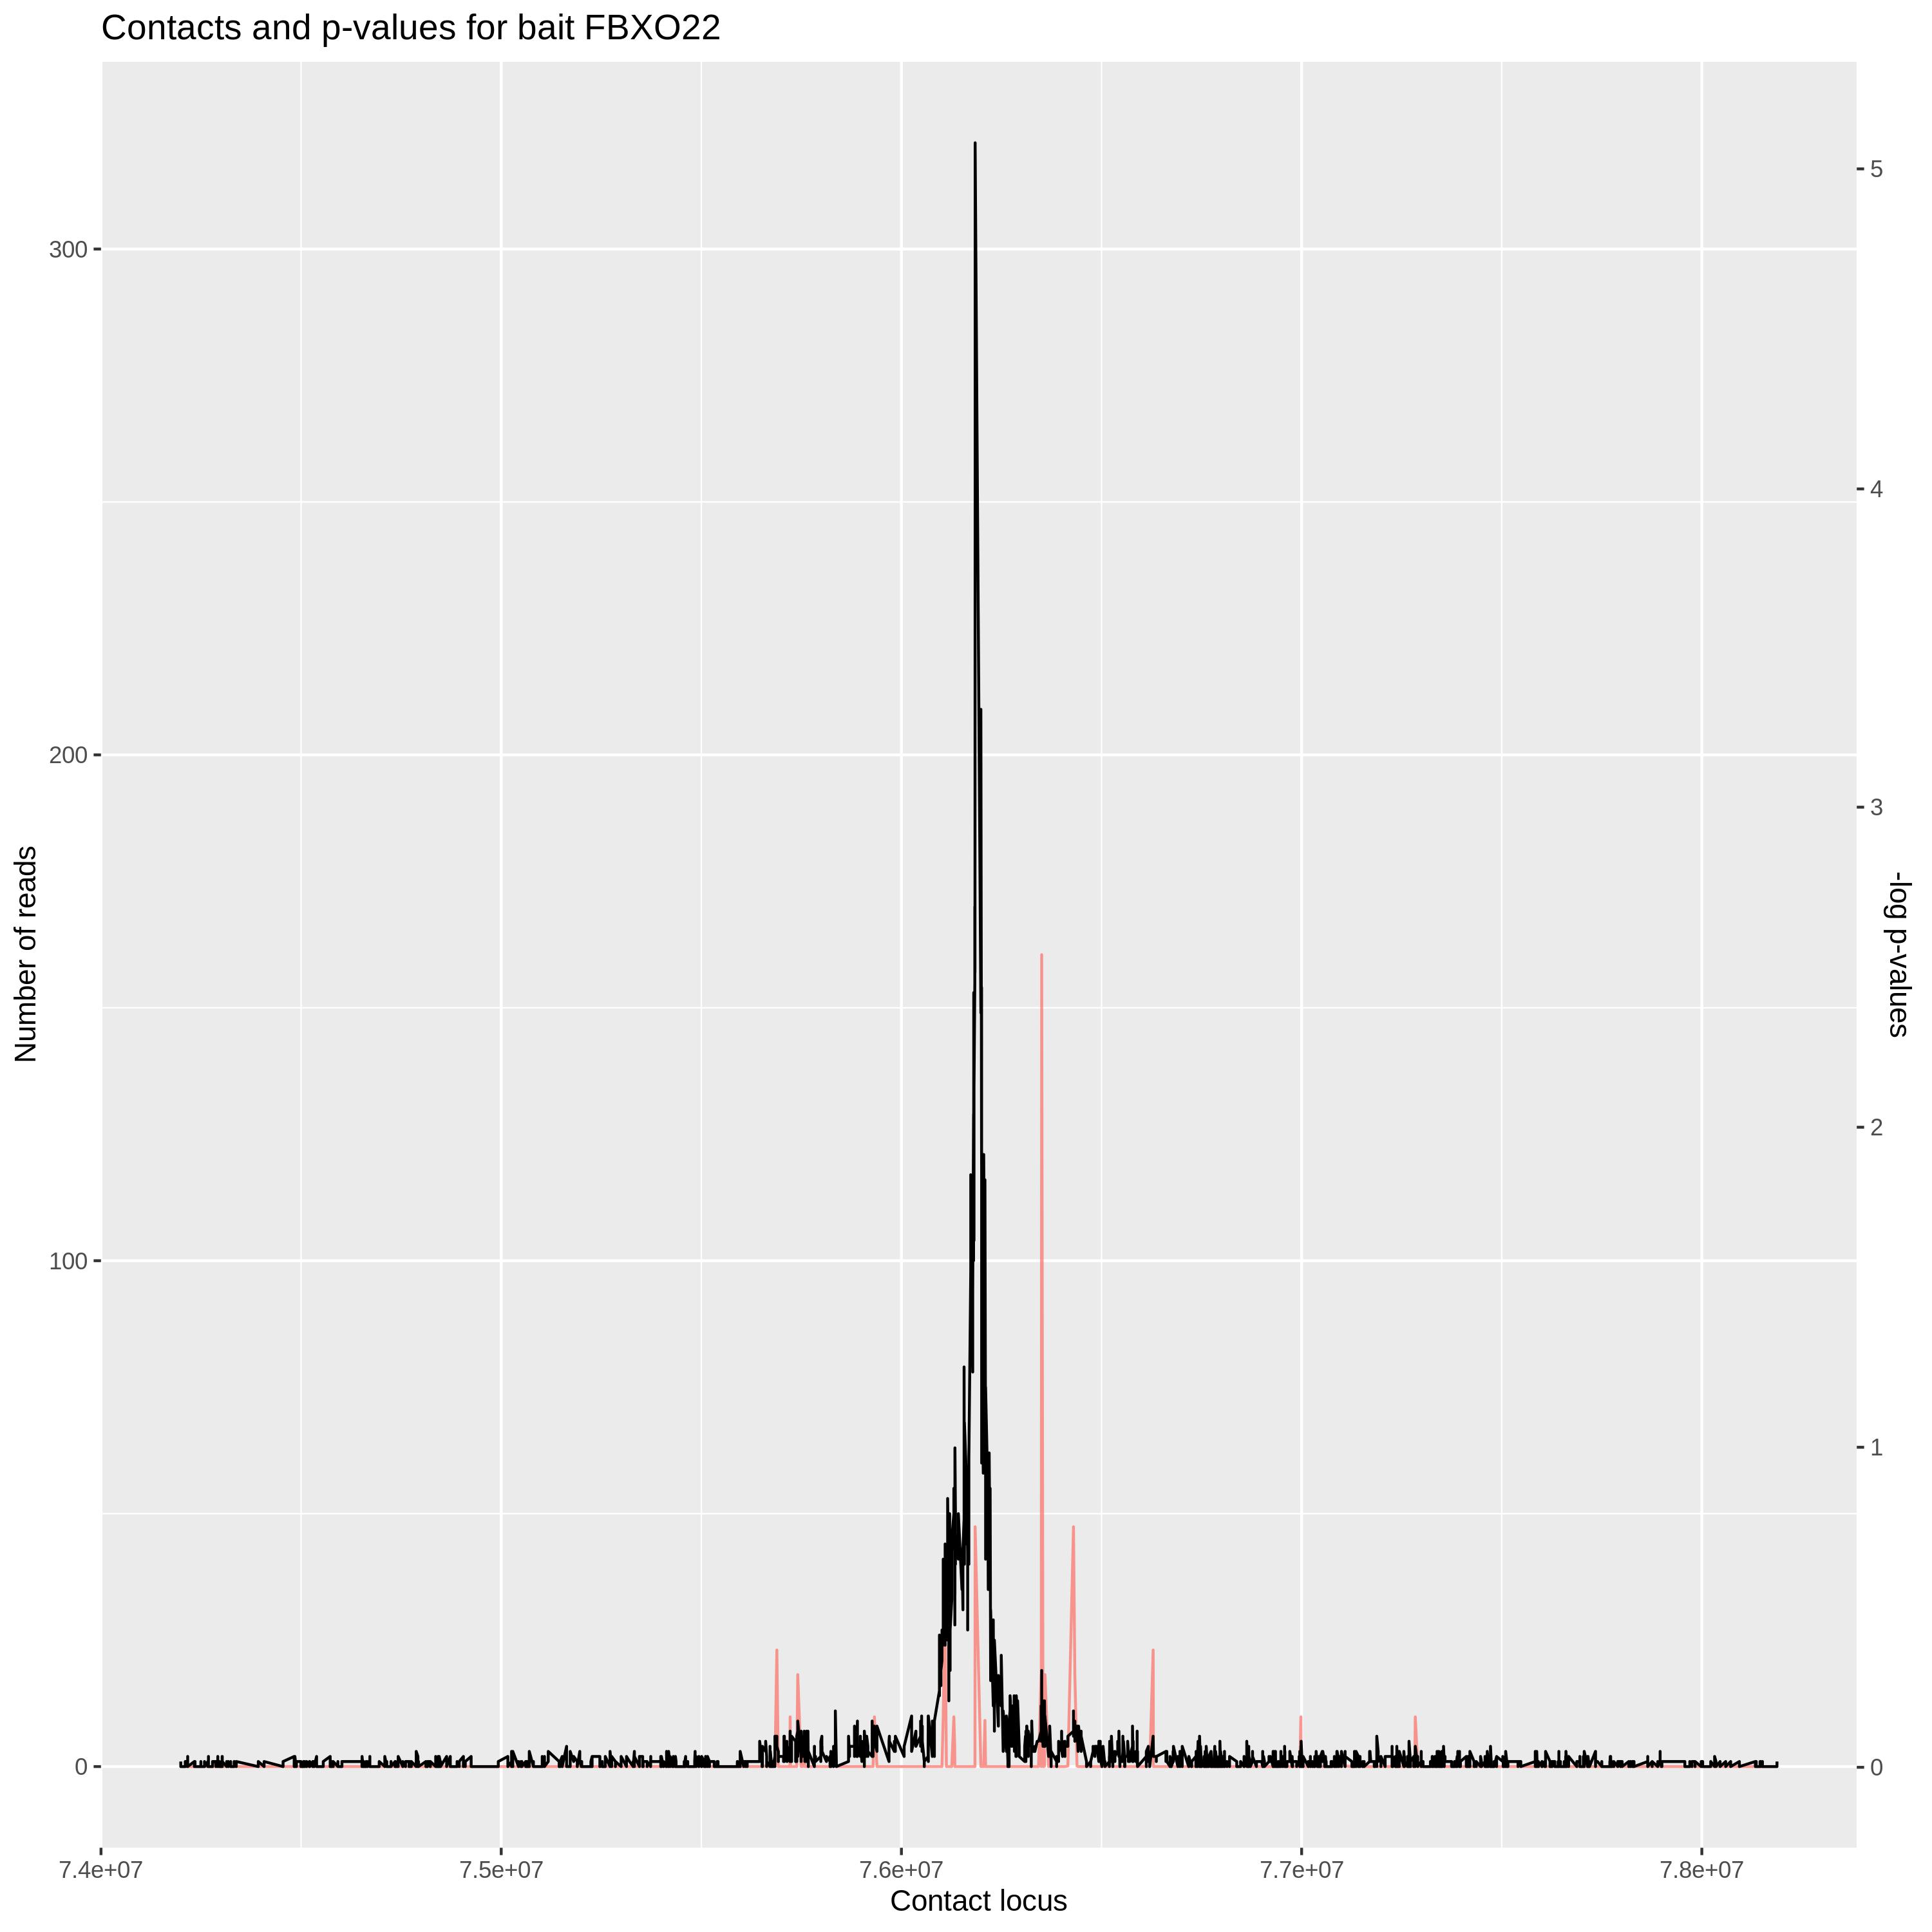 Contacts and p-values for bait FBXO22
Number of reads
300
200
100
0
5
4
3
2
1
0
-log p-values
7.4e+07 7.5e+07 7.6e+07 7.7e+07 7.8e+07
Contact locus